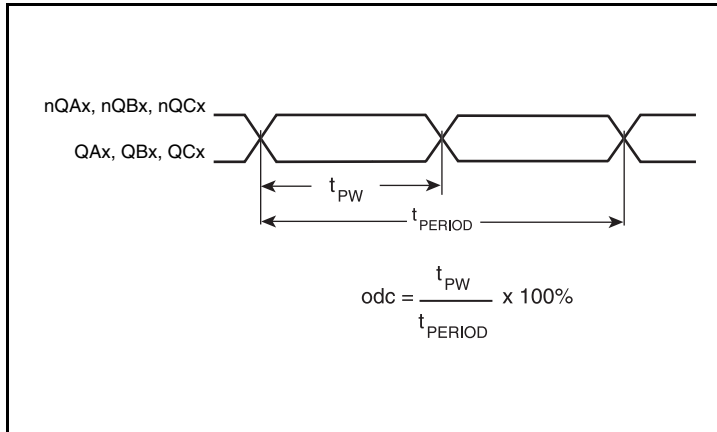 nQAx, nQBx, nQCx
QAx, QBx, QCx
tPW
tPERIOD
odc = tPW / tPERIOD x 100%